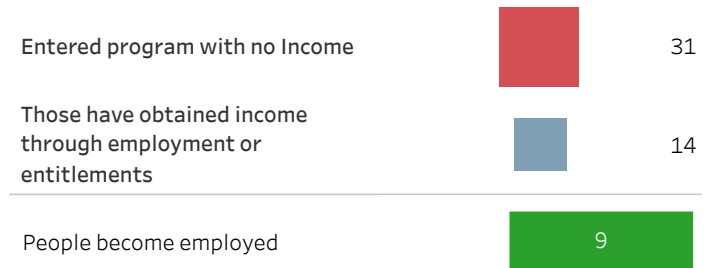 Entered program with no Income
31
Those have obtained income
through employment or
entitlements
14
People become employed
9